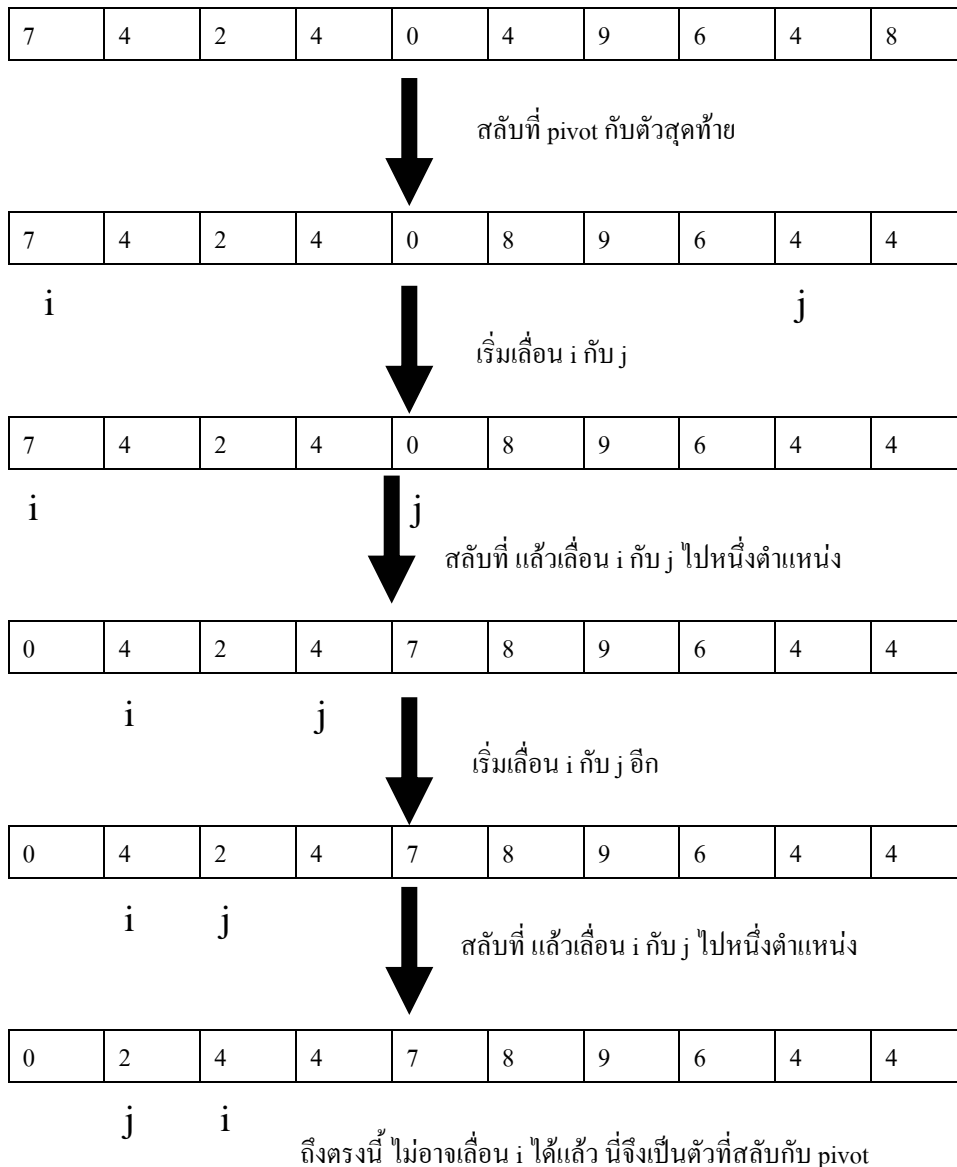 7 4 2 4 0 4 9 6 4 8
สลับที่ pivot กับตัวสุดท้าย
7 4 2 4 0 8 9 6 4 4
i j
เริ่มเลื่อน i กับ j
7 4 2 4 0 8 9 6 4 4
i j
สลับที่ แล้วเลื่อน i กับ j ไปหนึ่งตำแหน่ง
0 4 2 4 7 8 9 6 4 4
i j
เริ่มเลื่อน i กับ j อีก
0 4 2 4 7 8 9 6 4 4
i j
สลับที่ แล้วเลื่อน i กับ j ไปหนึ่งตำแหน่ง
0 2 4 4 7 8 9 6 4 4
j i
ถึงตรงนี้ ไม่อาจเลื่อน i ได้แล้ว นี่จึงเป็นตัวที่สลับกับ pivot